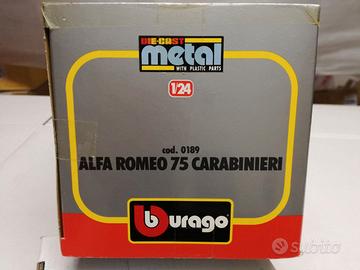 DIE-CAST
metal
WITH PLASTIC PARTS
1/24
cod. 0189
ALFA ROMEO 75 CARABINIERI
burago
subito